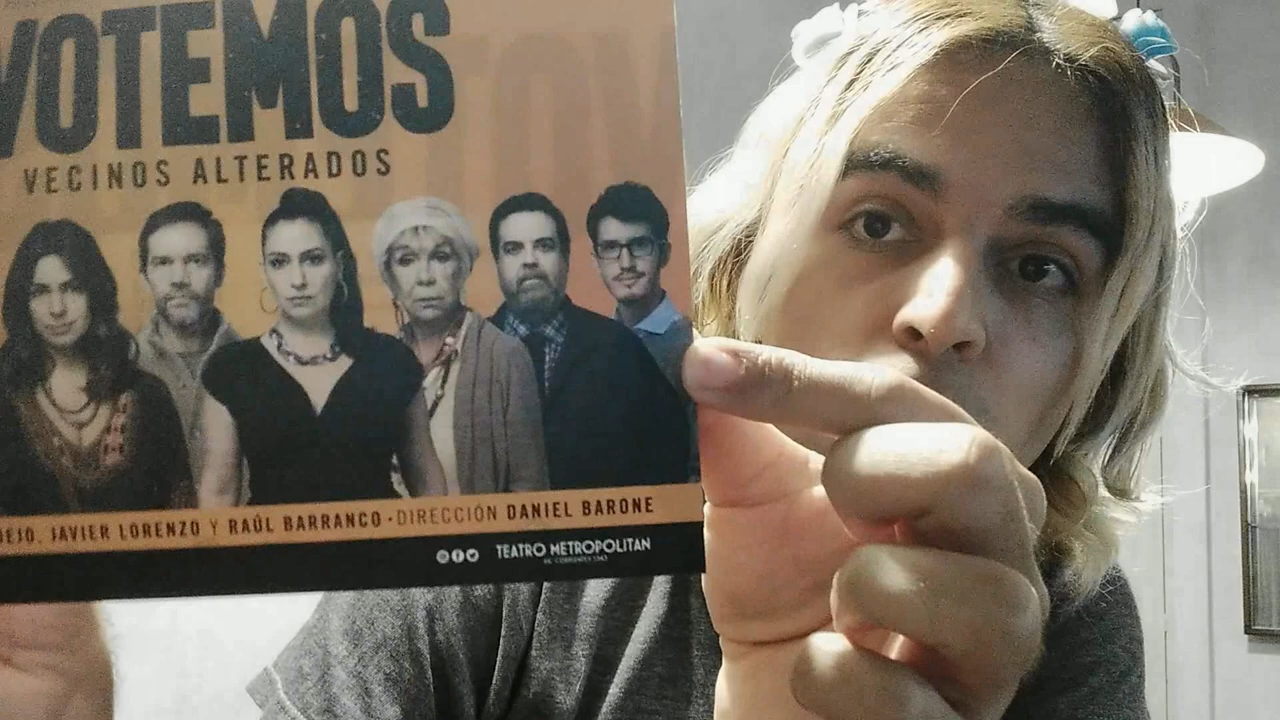 VOTEMOS
VECINOS ALTERADOS
JAVIER LORENZO Y RAÚL BARRANCO · DIRECCIÓN DANIEL BARONE
TEATRO METROPOLITAN